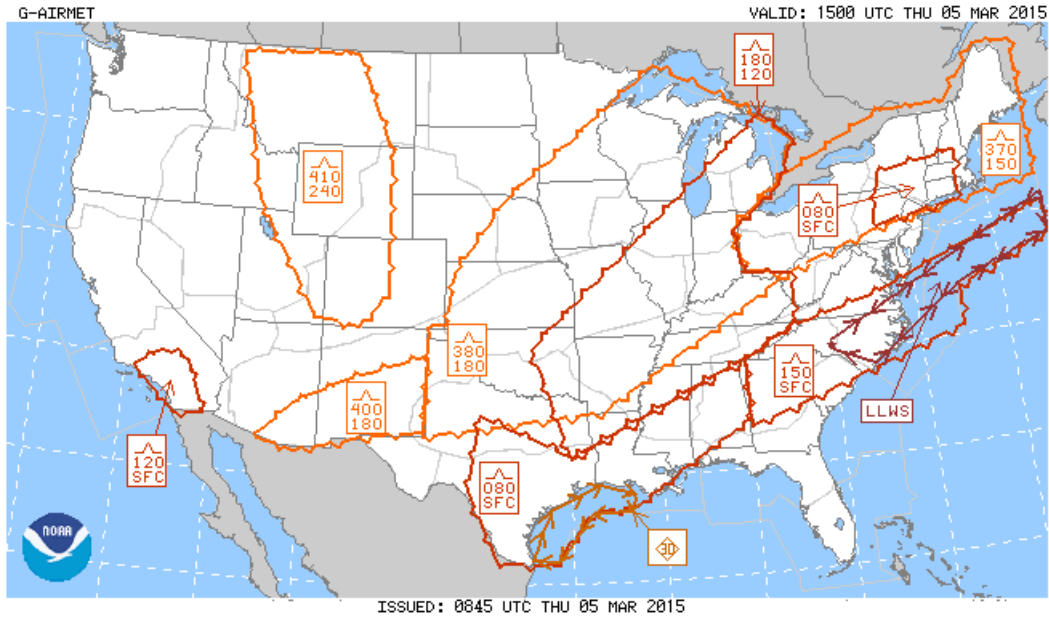 G-AIRMET
VALID: 1500 UTC THU 05 MAR 2015
180
120
370
150
410
240
080
SFC
380
180
150
SFC
400
180
LLWS
120
SFC
080
SFC
30
NOAA
ISSUED: 0845 UTC THU 05 MAR 2015